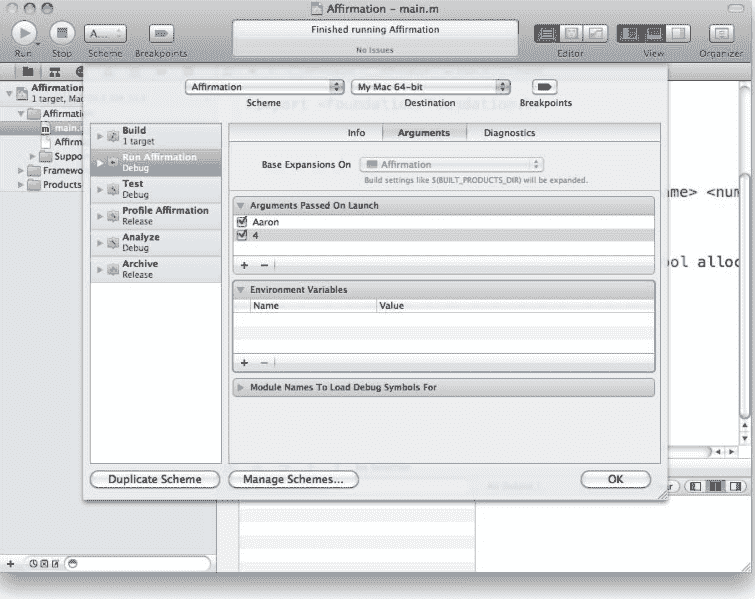 Affirmation – main.m
Finished running Affirmation
No Issues
Run
Stop
A...
Scheme
Breakpoints
Editor
View
Organizer
Affirmation
1 target, Mac
Affirmatio
main.
Affirm
Suppo
Framewo
Products
Affirmation
My Mac 64-bit
Scheme
Destination
Breakpoints
Build
1 target
Run Affirmation
Debug
Test
Debug
Profile Affirmation
Release
Analyze
Debug
Archive
Release
Info
Arguments
Diagnostics
Base Expansions On
Affirmation
Build settings like $(BUILT_PRODUCTS_DIR) will be expanded.
Arguments Passed On Launch
Aaron
4
+ −
Environment Variables
Name
Value
+ −
Module Names To Load Debug Symbols For
Duplicate Scheme
Manage Schemes...
OK
me> <num
ol alloc
+